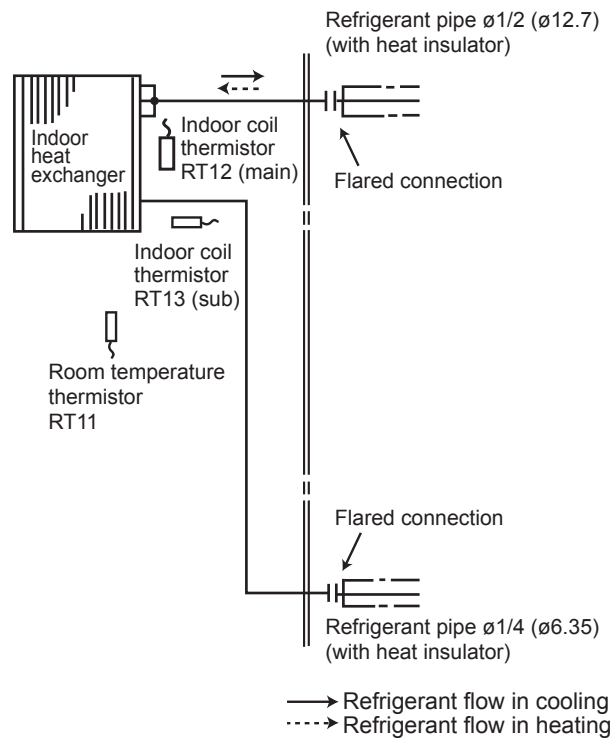 Refrigerant pipe ø1/2 (ø12.7)
(with heat insulator)
Indoor
heat
exchanger
Indoor coil
thermistor
RT12 (main)
Flared connection
Indoor coil
thermistor
RT13 (sub)
Room temperature
thermistor
RT11
Flared connection
Refrigerant pipe ø1/4 (ø6.35)
(with heat insulator)
Refrigerant flow in cooling
Refrigerant flow in heating